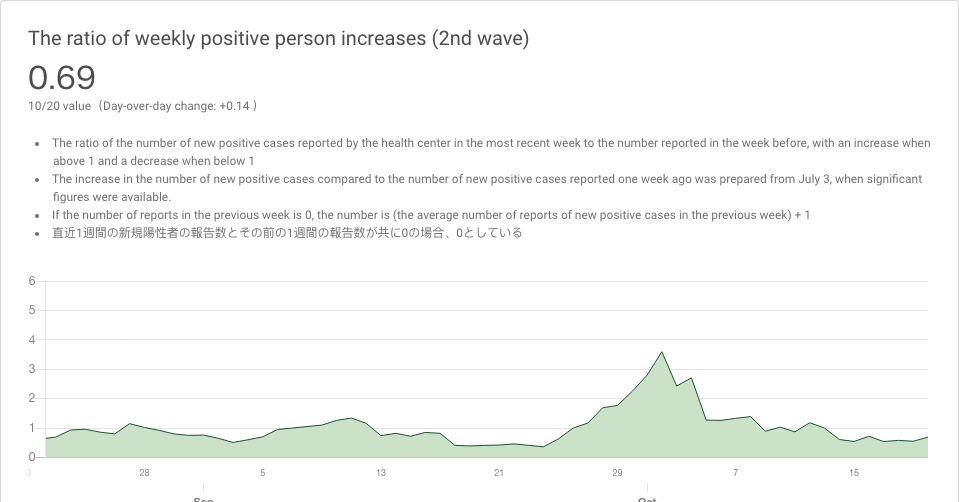 The ratio of weekly positive person increases (2nd wave)
0.69
10/20 value（Day-over-day change: +0.14 ）
The ratio of the number of new positive cases reported by the health center in the most recent week to the number reported in the week before, with an increase when
above 1 and a decrease when below 1
The increase in the number of new positive cases compared to the number of new positive cases reported one week ago was prepared from July 3, when significant
figures were available.
If the number of reports in the previous week is 0, the number is (the average number of reports of new positive cases in the previous week) + 1
直近1週間の新規陽性者の報告数とその前の1週間の報告数が共に0の場合、0としている
6
5
4
3
2
1
0
28 5 13 21 29 7 15
Sep Oct